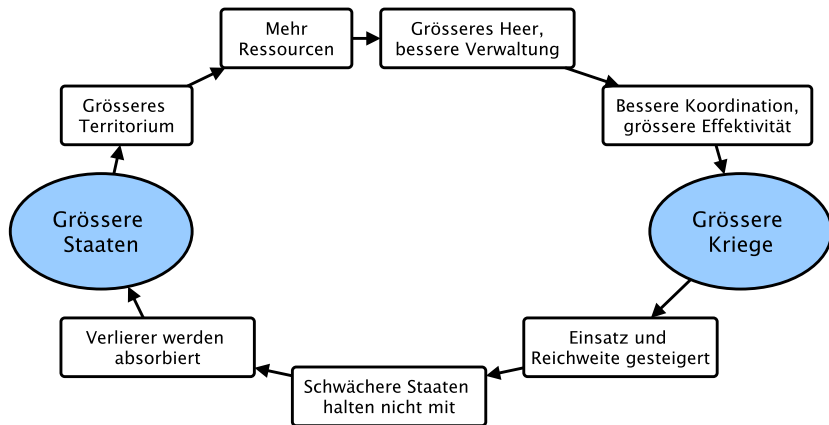 Mehr
Ressourcen
Grösseres Heer,
bessere Verwaltung
Grösseres
Territorium
Bessere Koordination,
grössere Effektivität
Grössere
Staaten
Grössere
Kriege
Verlierer werden
absorbiert
Einsatz und
Reichweite gesteigert
Schwächere Staaten
halten nicht mit